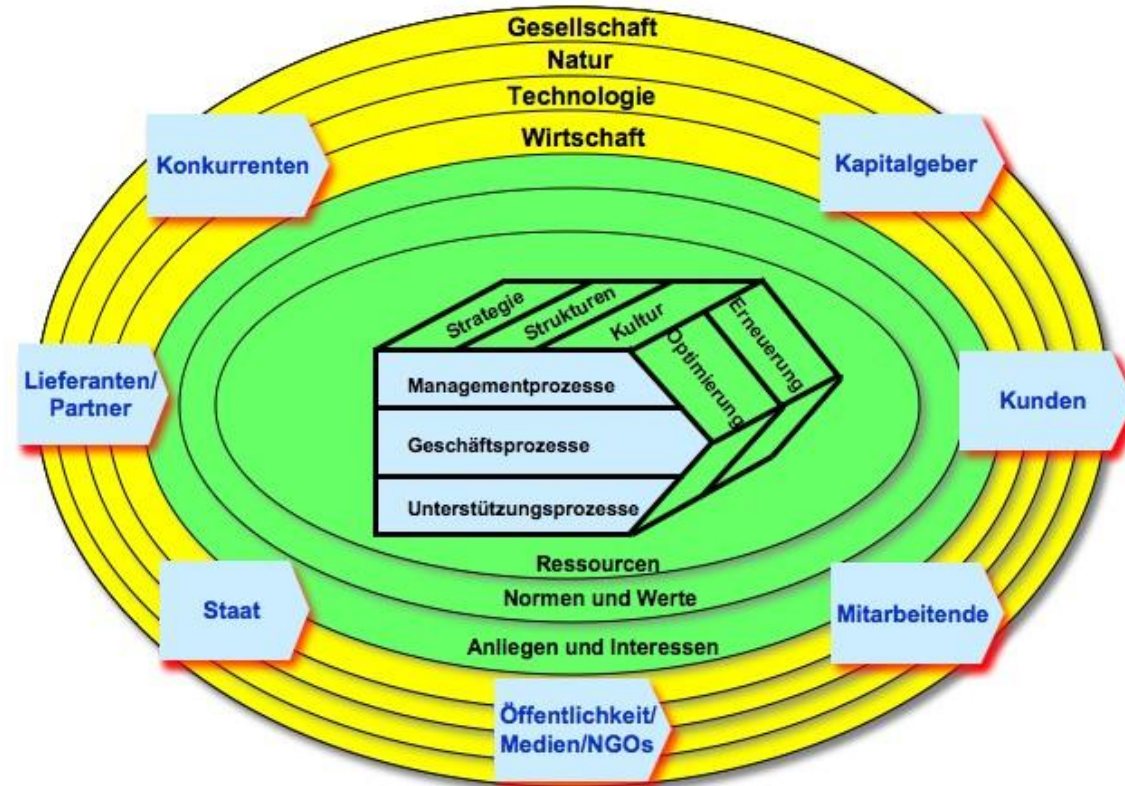 Gesellschaft
Natur
Technologie
Wirtschaft
Konkurrenten
Kapitalgeber
Strategie
Strukturen
Kultur
Optimierung
Erneuerung
Managementprozesse
Geschäftsprozesse
Unterstützungsprozesse
Lieferanten/
Partner
Kunden
Ressourcen
Normen und Werte
Anliegen und Interessen
Staat
Mitarbeitende
Öffentlichkeit/
Medien/NGOs